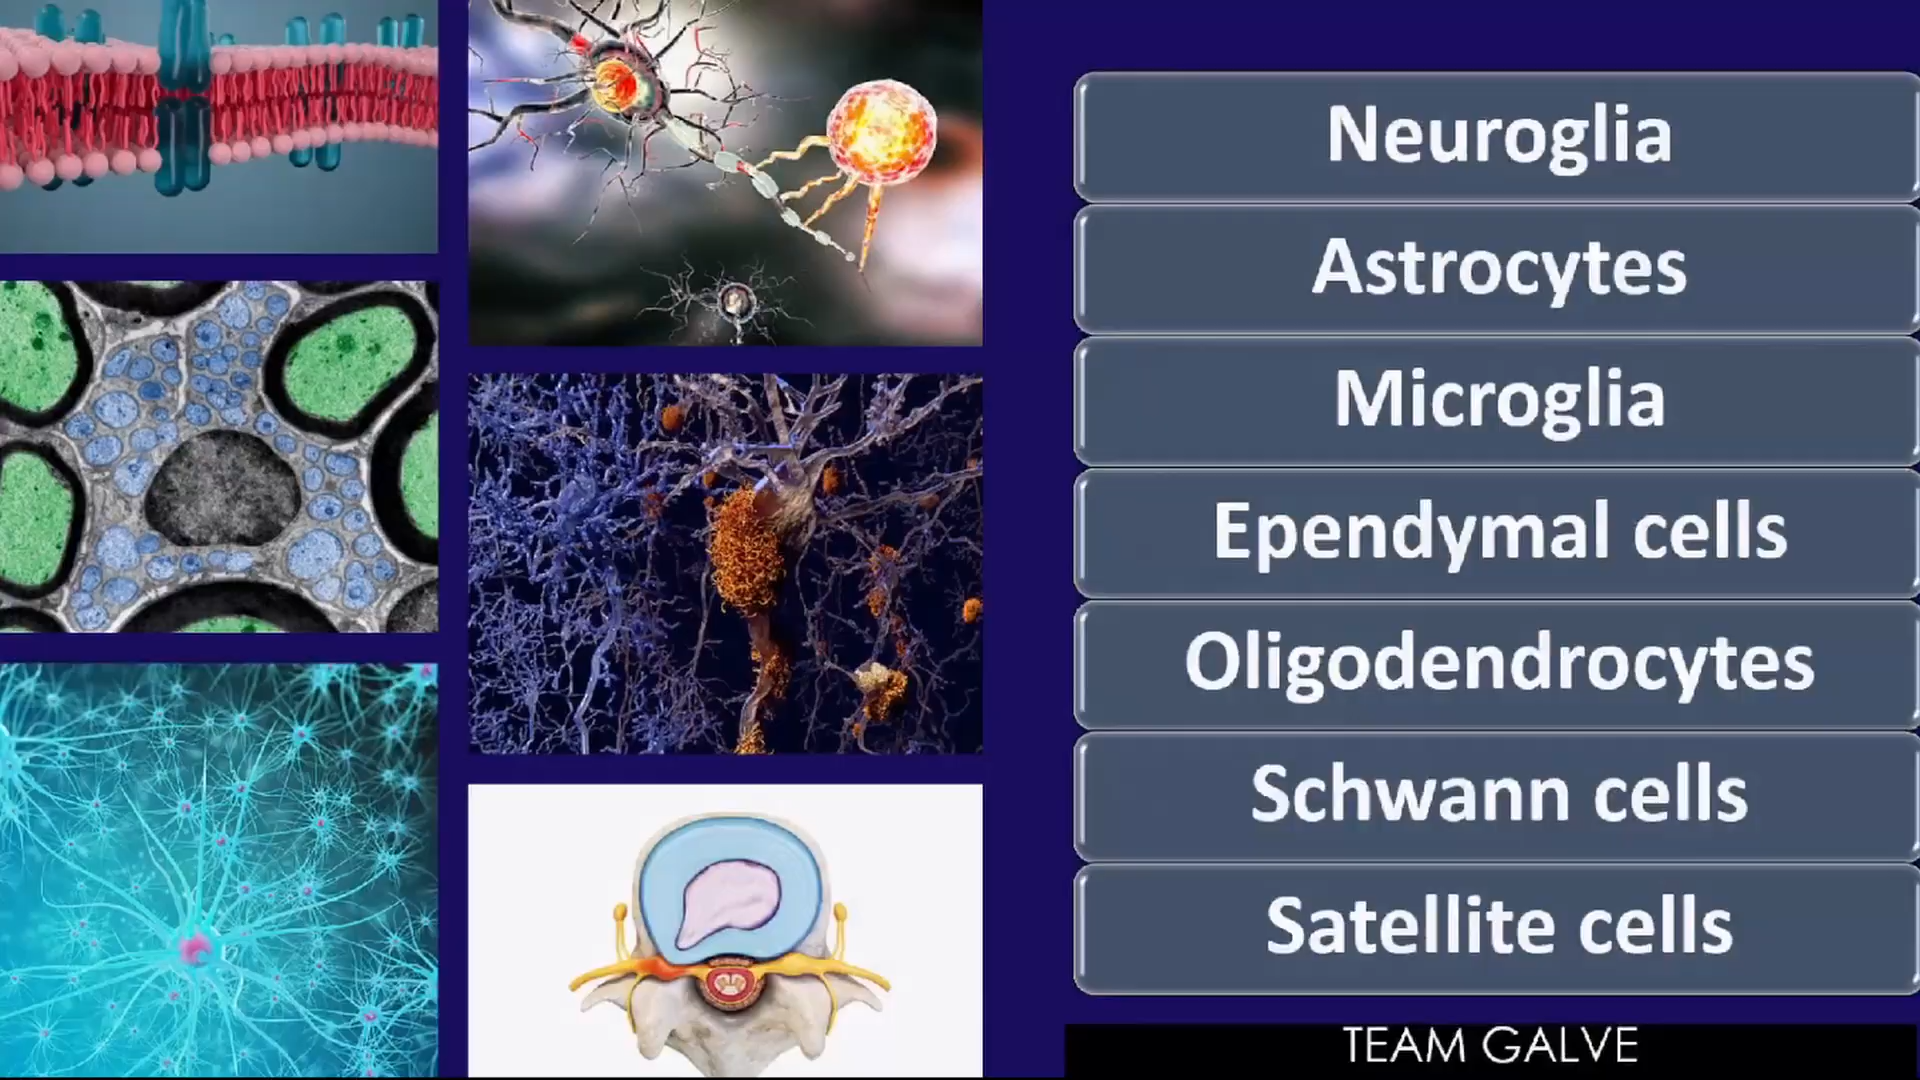 Neuroglia
Astrocytes
Microglia
Ependymal cells
Oligodendrocytes
Schwann cells
Satellite cells
TEAM GALVE